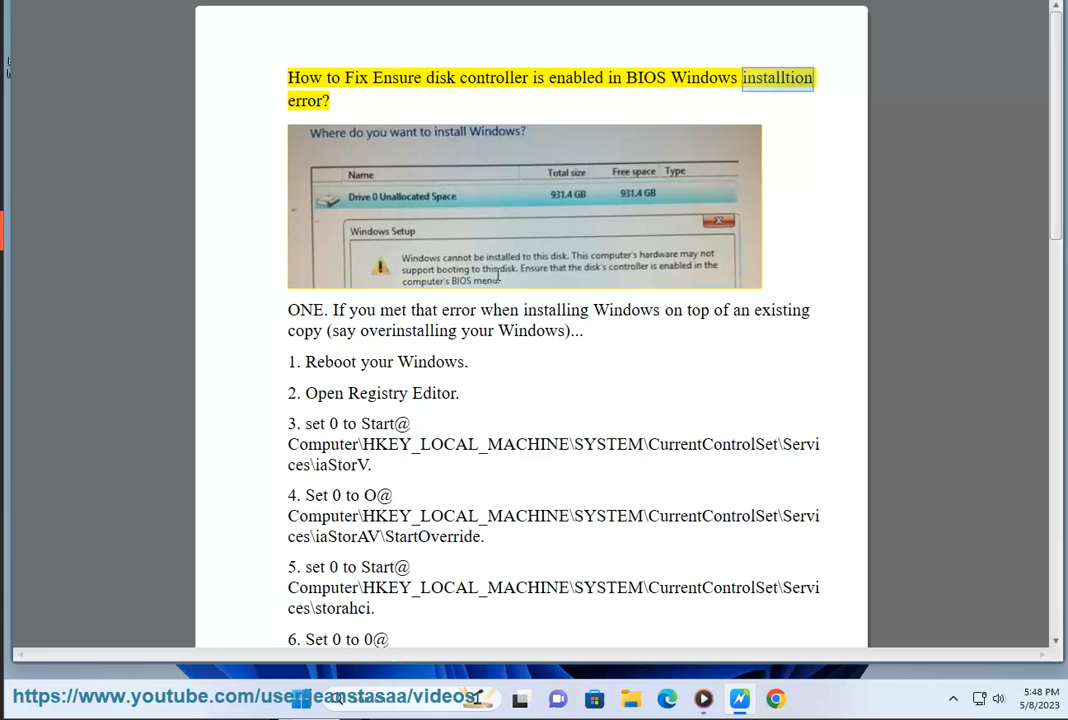 How to Fix Ensure disk controller is enabled in BIOS Windows installtion
error?
Where do you want to install Windows?
Name Total size Free space Type
Drive 0 Unallocated Space 931.4 GB 931.4 GB
Windows Setup
Windows cannot be installed to this disk. This computer's hardware may not
support booting to this disk. Ensure that the disk's controller is enabled in the
computer's BIOS menu.
ONE. If you met that error when installing Windows on top of an existing
copy (say overinstalling your Windows)...
1. Reboot your Windows.
2. Open Registry Editor.
3. set 0 to Start@
Computer\HKEY_LOCAL_MACHINE\SYSTEM\CurrentControlSet\Servi
ces\iaStorV.
4. Set 0 to O@
Computer\HKEY_LOCAL_MACHINE\SYSTEM\CurrentControlSet\Servi
ces\iaStorAV\StartOverride.
5. set 0 to Start@
Computer\HKEY_LOCAL_MACHINE\SYSTEM\CurrentControlSet\Servi
ces\storahci.
6. Set 0 to 0@
https://www.youtube.com/user/jeanstasaa/videos
5:48 PM
5/8/2023